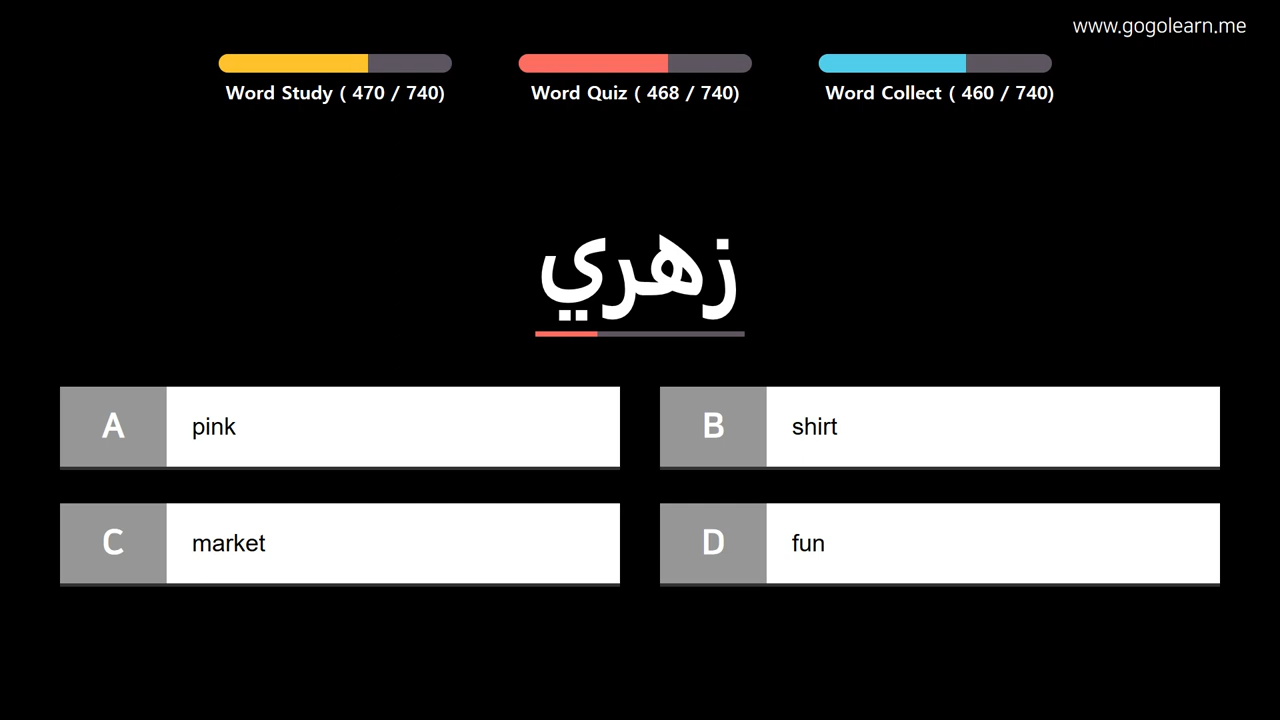 www.gogolearn.me
Word Study ( 470 / 740)
Word Quiz ( 468 / 740)
Word Collect ( 460 / 740)
زهري
A pink
B shirt
C market
D fun